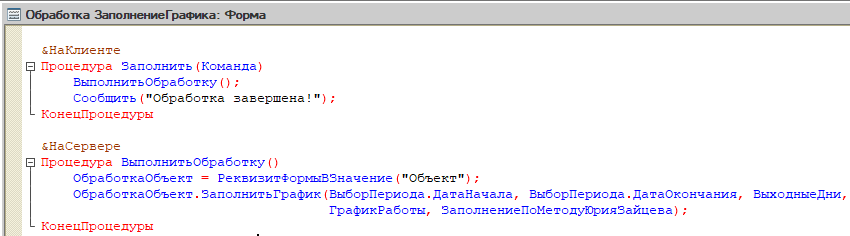 Обработка ЗаполнениеГрафика: Форма
&НаКлиенте
Процедура Заполнить(Команда)
ВыполнитьОбработку();
Сообщить("Обработка завершена!");
КонецПроцедуры
&НаСервере
Процедура ВыполнитьОбработку()
ОбработкаОбъект = РеквизитФормыВЗначение("Объект");
ОбработкаОбъект.ЗаполнитьГрафик(ВыборПериода.ДатаНачала, ВыборПериода.ДатаОкончания, ВыходныеДни,
ГрафикРаботы, ЗаполнениеПоМетодуЮрияЗайцева);
КонецПроцедуры